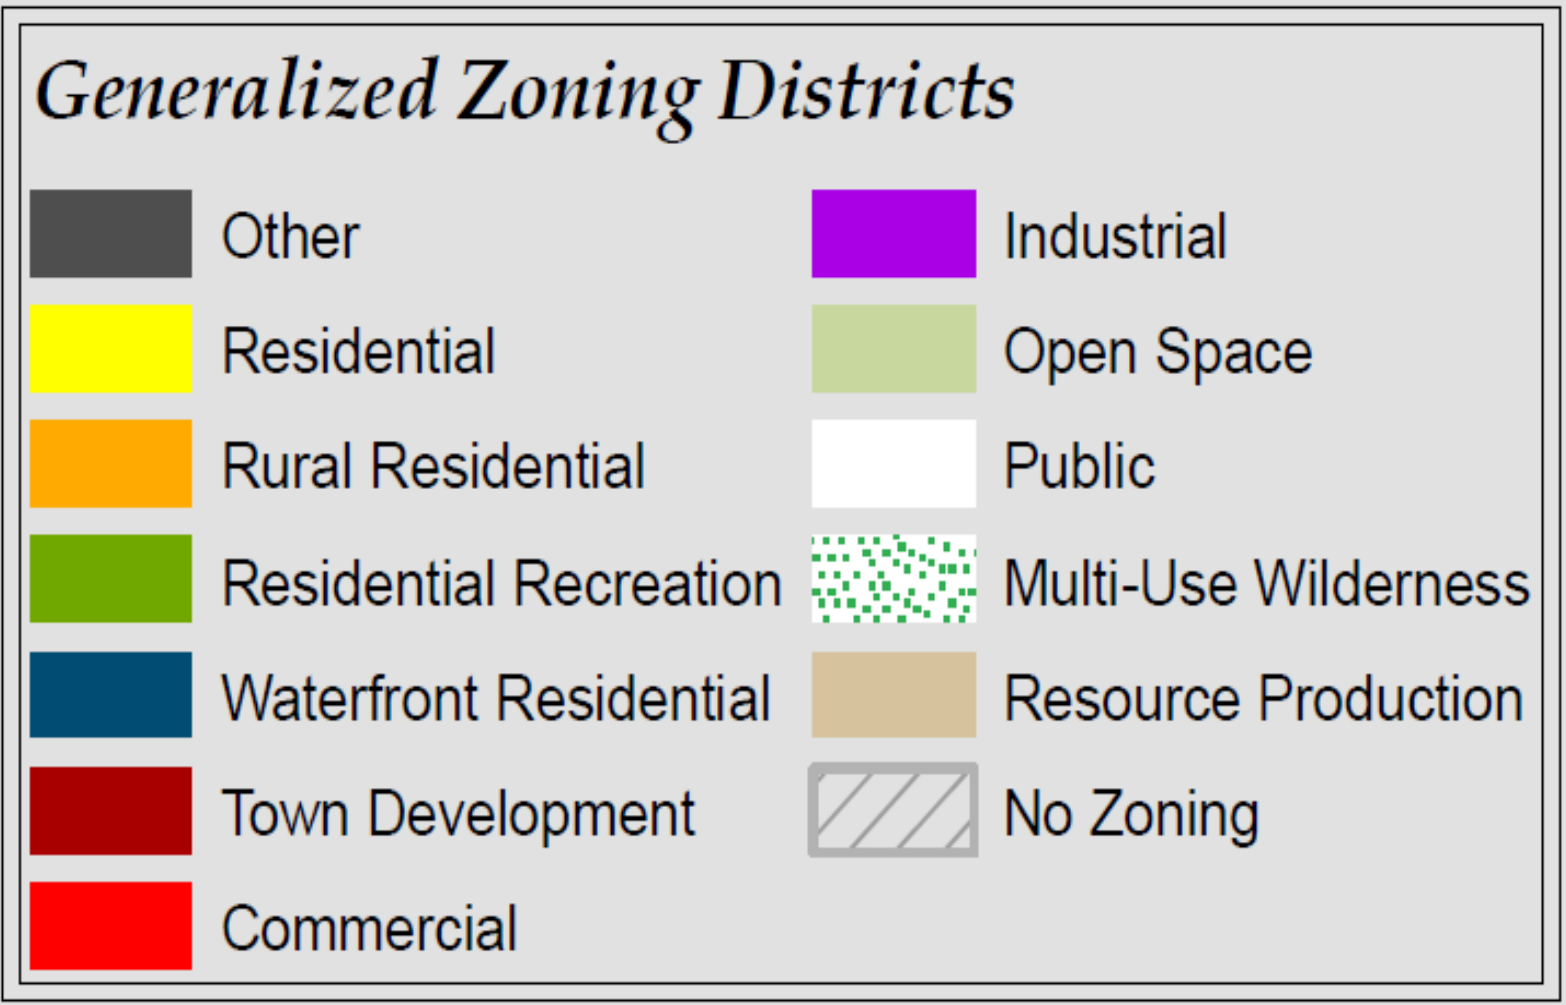 Generalized Zoning Districts
Other
Residential
Rural Residential
Residential Recreation
Waterfront Residential
Town Development
Commercial
Industrial
Open Space
Public
Multi-Use Wilderness
Resource Production
No Zoning